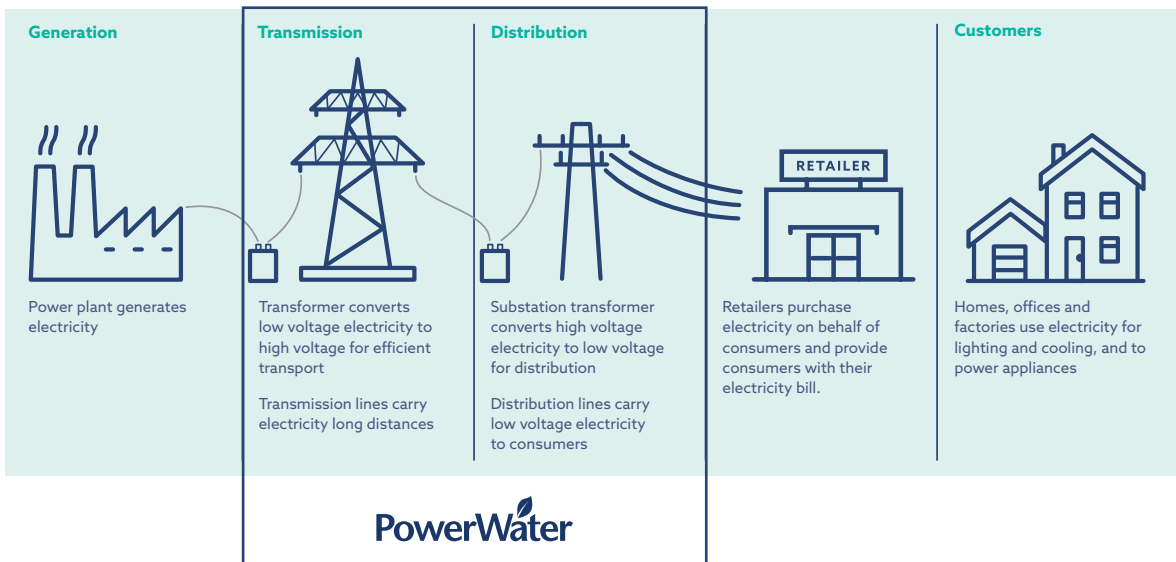 Generation
Power plant generates
electricity
Transmission
Transformer converts
low voltage electricity to
high voltage for efficient
transport
Transmission lines carry
electricity long distances
Distribution
Substation transformer
converts high voltage
electricity to low voltage
for distribution
Distribution lines carry
low voltage electricity
to consumers
RETAILER
Retailers purchase
electricity on behalf of
consumers and provide
consumers with their
electricity bill.
Customers
Homes, offices and
factories use electricity for
lighting and cooling, and to
power appliances
PowerWater